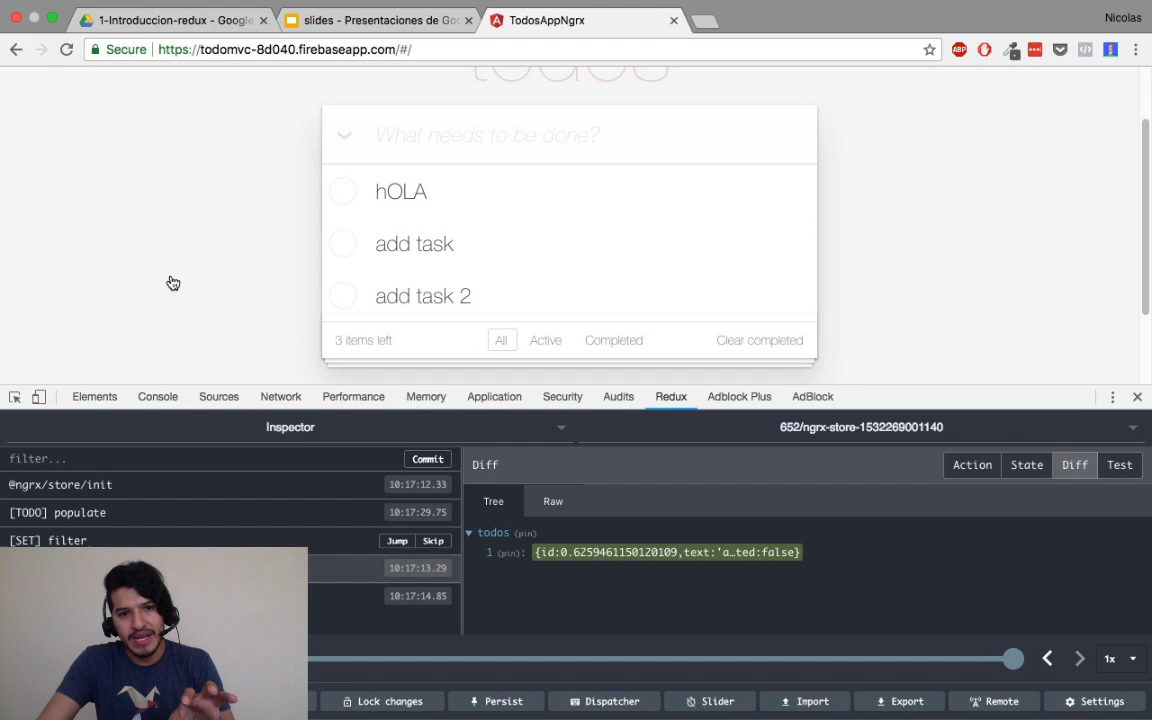 1-Introduccion-redux - Google
slides - Presentaciones de Goo
TodosAppNgrx
Nicolas
Secure https://todomvc-8d040.firebaseapp.com/#/
ABP
todos
What needs to be done?
hOLA
add task
add task 2
3 items left All Active Completed Clear completed
Elements Console Sources Network Performance Memory Application Security Audits Redux Adblock Plus AdBlock
Inspector 652/ngrx-store-1532269001140
filter... Commit Diff Action State Diff Test
@ngrx/store/init 10:17:12.33
Tree Raw
[TODO] populate 10:17:29.75
todos (pin)
[SET] filter Jump Skip
1 (pin): {id:0.6259461150120109,text:'a…ted:false}
10:17:13.29
10:17:14.85
1x
Lock changes Persist Dispatcher Slider Import Export Remote Settings